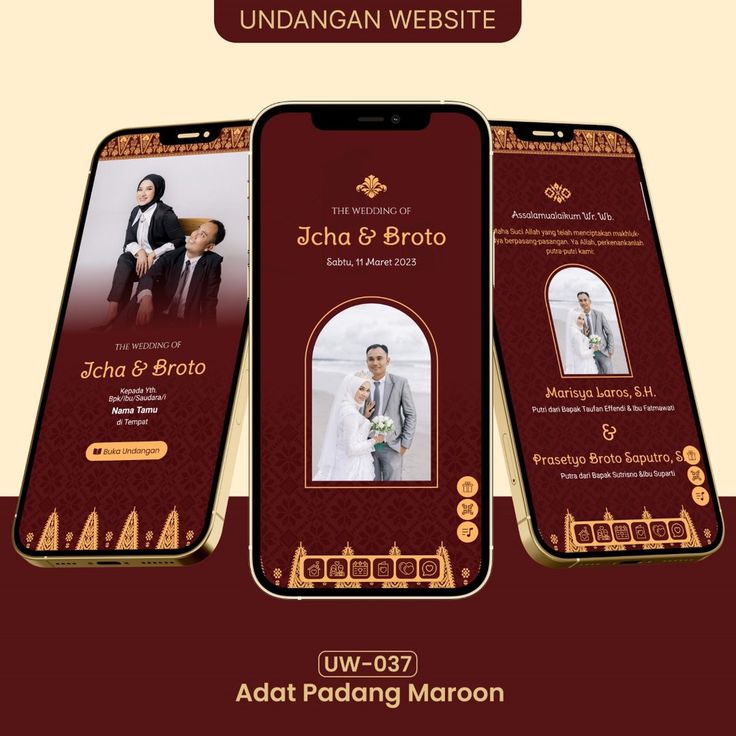 UNDANGAN WEBSITE
THE WEDDING OF
Jcha & Broto
Kepada Yth.
Bpk/Ibu/Saudara/i
Nama Tamu
di Tempat
Buka Undangan
THE WEDDING OF
Jcha & Broto
Sabtu, 11 Maret 2023
Assalamualaikum Wr. Wb.
Maha Suci Allah yang telah menciptakan makhluk-
ya berpasang-pasangan. Ya Allah, perkenankanlah
putra-putri kami:
Marisya Laros, S.H.
Putri dari Bapak Taufan Effendi & Ibu Fatmawati
&
Prasetyo Broto Saputro, S
Putra dari Bapak Sutrisno &Ibu Suparti
UW-037
Adat Padang Maroon